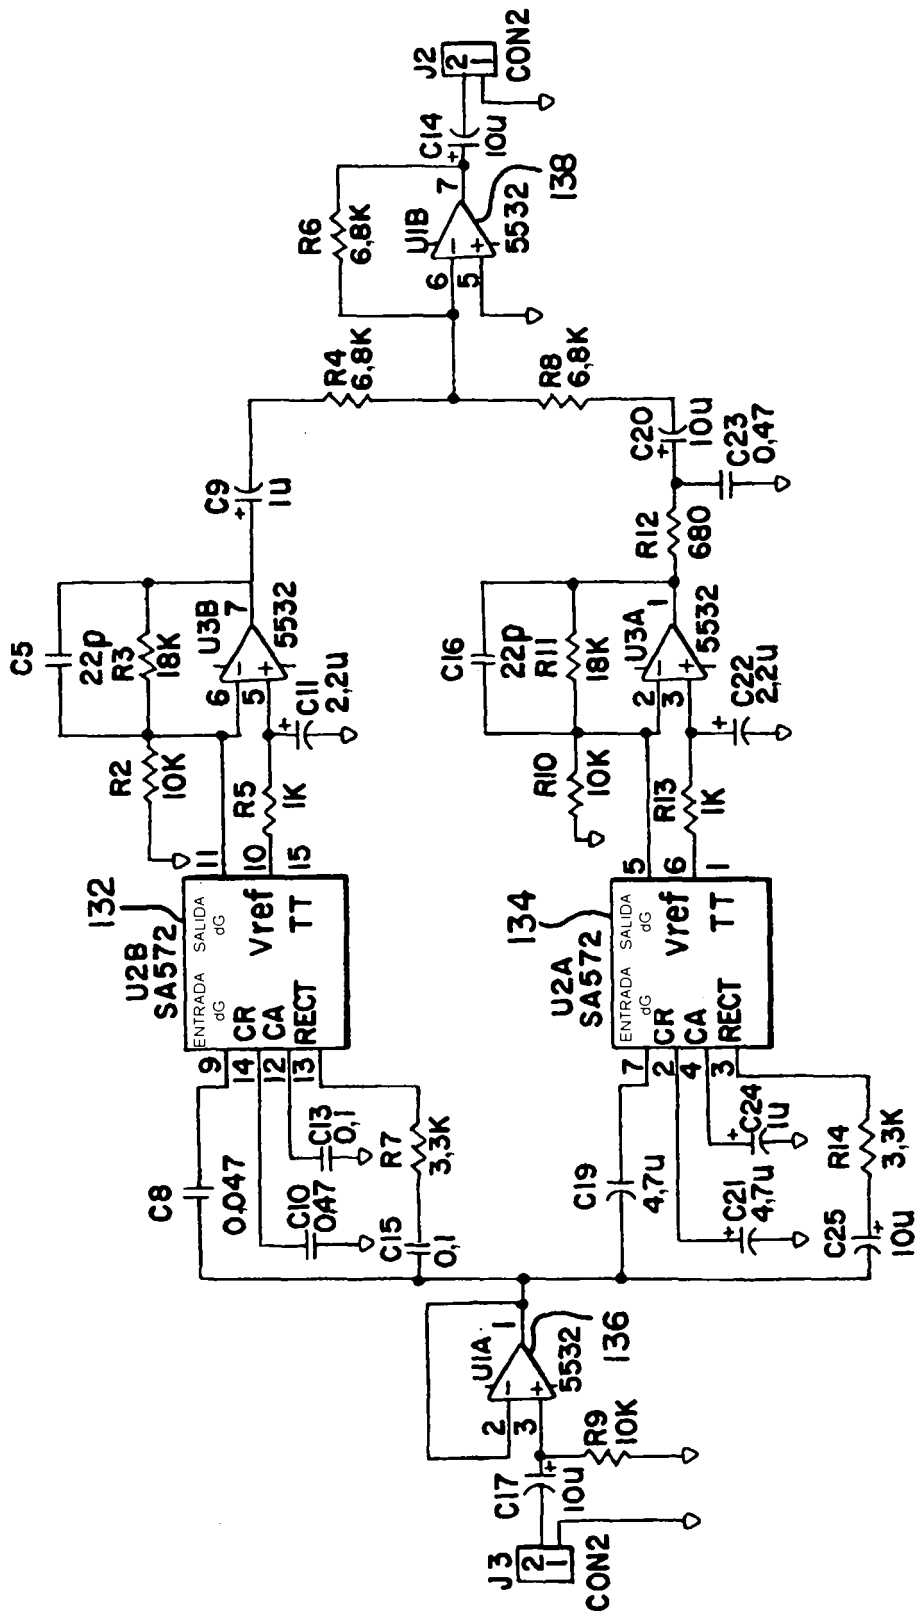 J3
2
1
CON2
C17
10u
+
R9
10K
2
3
U1A
-
+
1
5532
136
C8
0,047
C10
0,47
C13
0,1
C15
0,1
R7
3,3K
9
14
12
13
132
U2B
SA572
ENTRADA
dG
SALIDA
dG
CR
CA
RECT
Vref
TT
11
10
15
R2
10K
R5
1K
C5
22p
R3
18K
6
5
U3B
-
+
7
5532
+
C11
2,2u
+
C9
1u
R4
6,8K
C19
4,7u
+
C21
4,7u
+
C24
1u
C25
+
10u
R14
3,3K
7
2
4
3
134
U2A
SA572
ENTRADA
dG
SALIDA
dG
CR
CA
RECT
Vref
TT
5
6
1
R10
10K
R13
1K
C16
22p
R11
18K
2
3
U3A
-
+
1
5532
+
C22
2,2u
R12
680
C20
+
10u
C23
0,47
R8
6,8K
R6
6,8K
6
5
U1B
-
+
7
5532
138
C14
+
10u
J2
2
1
CON2